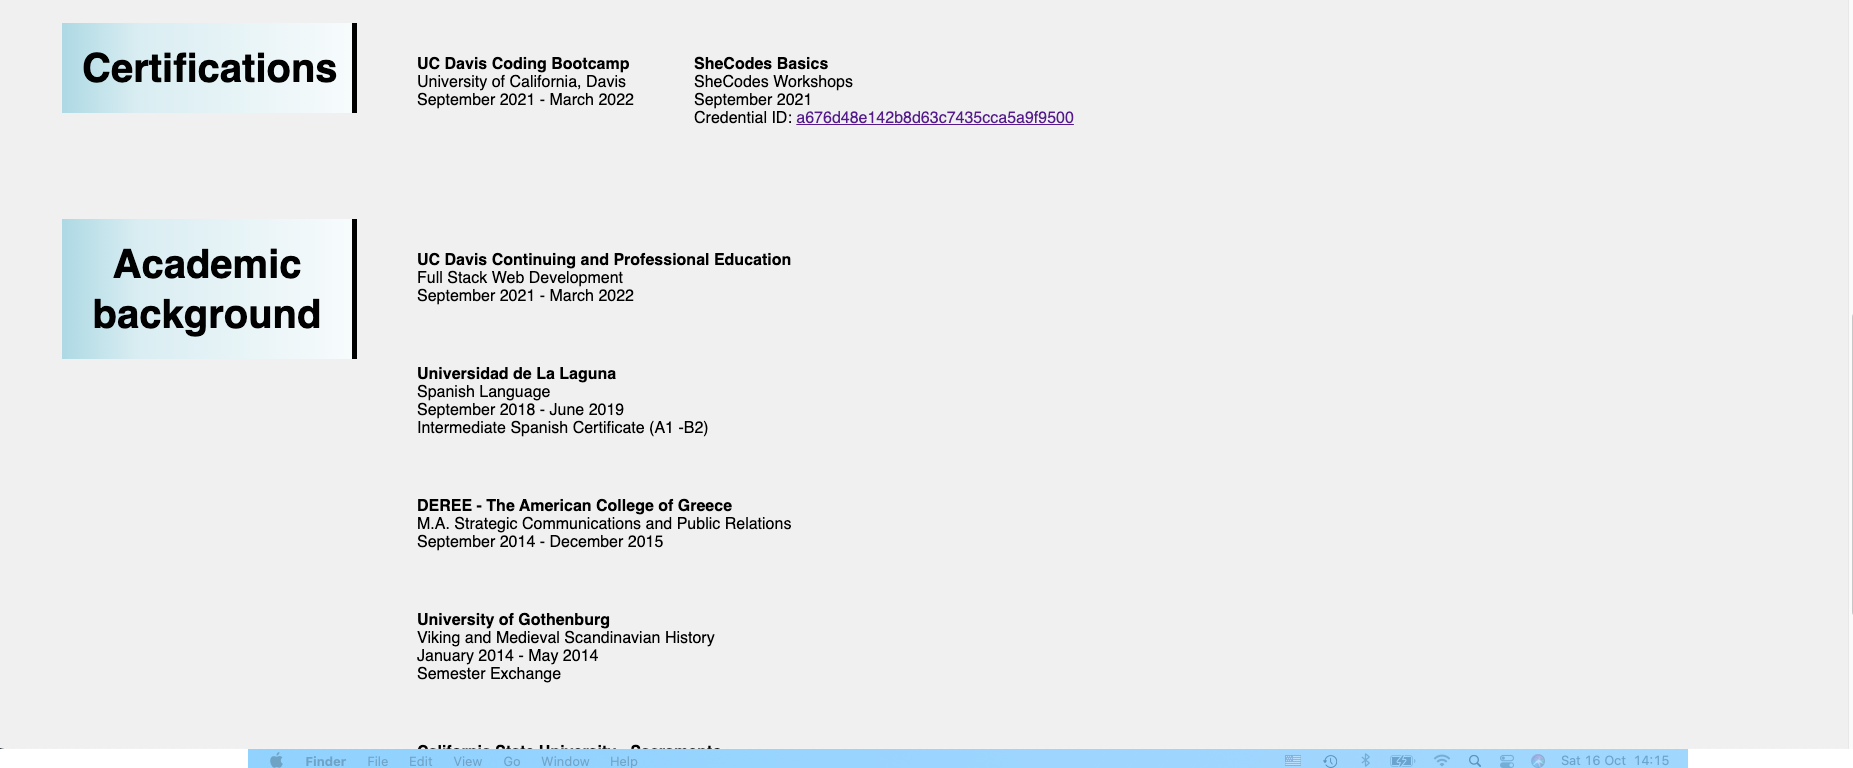 Certifications
UC Davis Coding Bootcamp
University of California, Davis
September 2021 - March 2022
SheCodes Basics
SheCodes Workshops
September 2021
Credential ID: a676d48e142b8d63c7435cca5a9f9500
Academic
background
UC Davis Continuing and Professional Education
Full Stack Web Development
September 2021 - March 2022
Universidad de La Laguna
Spanish Language
September 2018 - June 2019
Intermediate Spanish Certificate (A1 -B2)
DEREE - The American College of Greece
M.A. Strategic Communications and Public Relations
September 2014 - December 2015
University of Gothenburg
Viking and Medieval Scandinavian History
January 2014 - May 2014
Semester Exchange
California State University - Sacramento
Finder File Edit View Go Window Help Sat 16 Oct 14:15